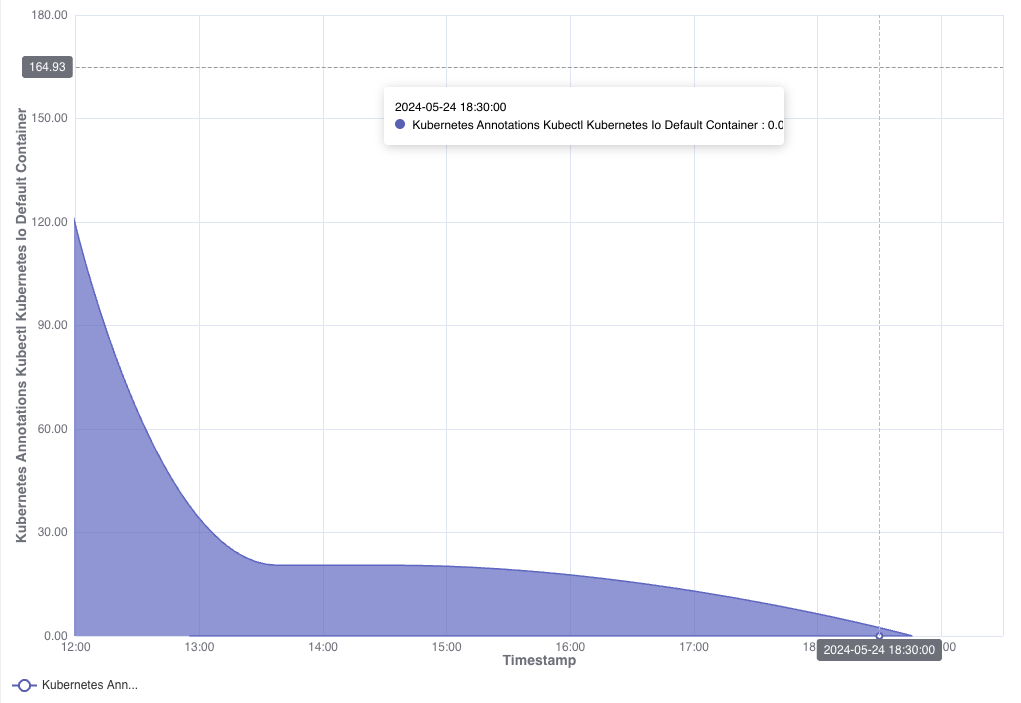 180.00
164.93
2024-05-24 18:30:00
Kubernetes Annotations Kubectl Kubernetes Io Default Container : 0.0
150.00
120.00
90.00
60.00
30.00
0.00
Kubernetes Annotations Kubectl Kubernetes Io Default Container
12:00 13:00 14:00 15:00 16:00 17:00 18 2024-05-24 18:30:00 00
Timestamp
Kubernetes Ann...